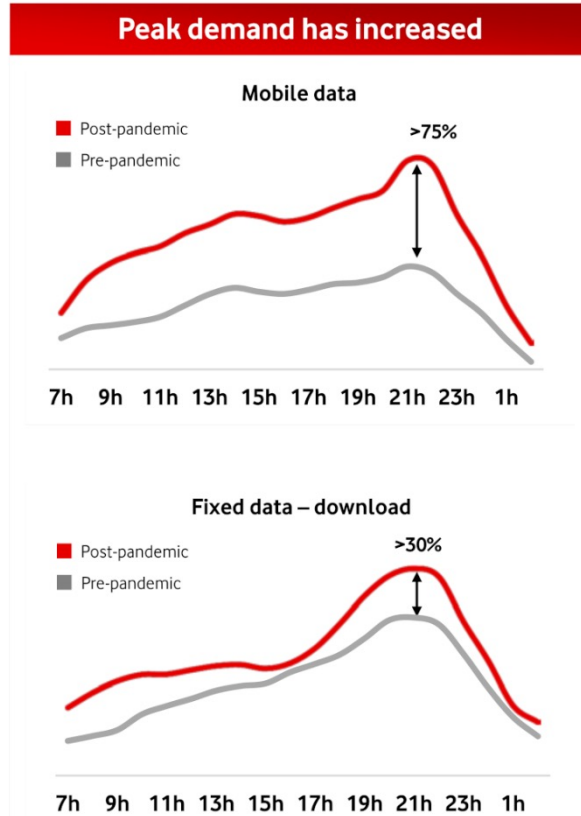 Peak demand has increased
Mobile data
Post-pandemic
Pre-pandemic
>75%
7h 9h 11h 13h 15h 17h 19h 21h 23h 1h
Fixed data – download
Post-pandemic
Pre-pandemic
>30%
7h 9h 11h 13h 15h 17h 19h 21h 23h 1h